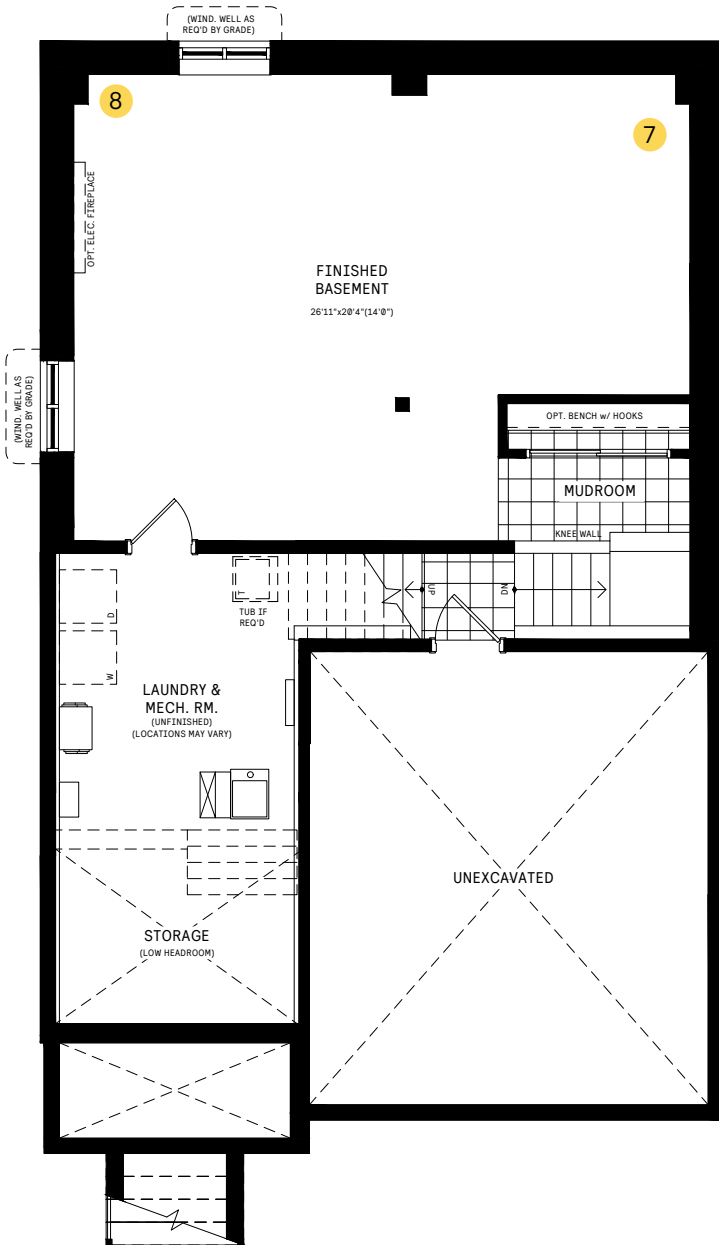 (WIND. WELL AS
REQ'D BY GRADE)
8
7
OPT. ELEC. FIREPLACE
FINISHED
BASEMENT
26'11"x20'4"(14'0")
(WIND. WELL AS
REQ'D BY GRADE)
OPT. BENCH w/ HOOKS
MUDROOM
KNEE WALL
T
TUB IF
REQ'D
UP
DN
D
W
LAUNDRY &
MECH. RM.
(UNFINISHED)
(LOCATIONS MAY VARY)
UNEXCAVATED
STORAGE
(LOW HEADROOM)